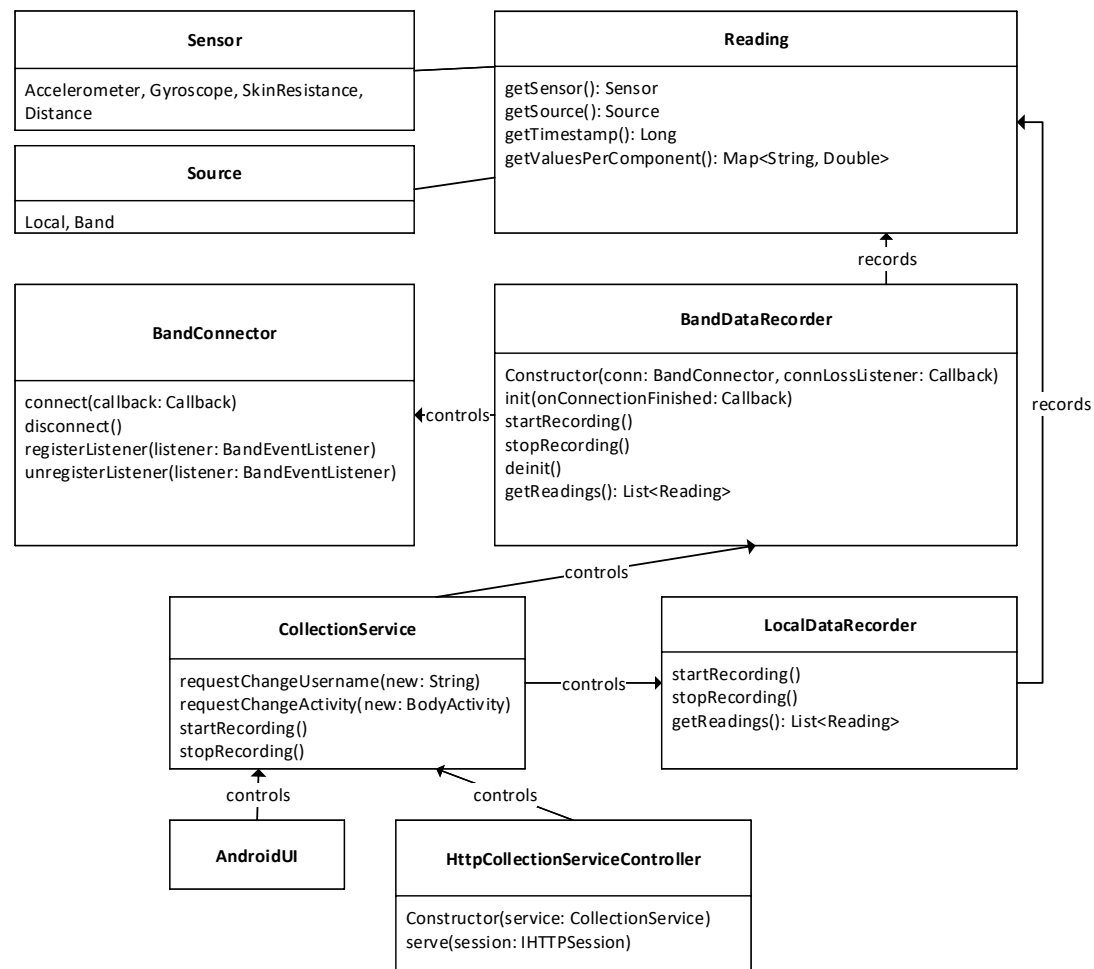 Sensor
Accelerometer, Gyroscope, SkinResistance,
Distance
Reading
getSensor(): Sensor
getSource(): Source
getTimestamp(): Long
getValuesPerComponent(): Map<String, Double>
Source
Local, Band
records
BandConnector
connect(callback: Callback)
disconnect()
registerListener(listener: BandEventListener)
unregisterListener(listener: BandEventListener)
controls
BandDataRecorder
Constructor(conn: BandConnector, connLossListener: Callback)
init(onConnectionFinished: Callback)
startRecording()
stopRecording()
deinit()
getReadings(): List<Reading>
records
controls
CollectionService
requestChangeUsername(new: String)
requestChangeActivity(new: BodyActivity)
startRecording()
stopRecording()
controls
LocalDataRecorder
startRecording()
stopRecording()
getReadings(): List<Reading>
controls
controls
AndroidUI
HttpCollectionServiceController
Constructor(service: CollectionService)
serve(session: IHTTPSession)